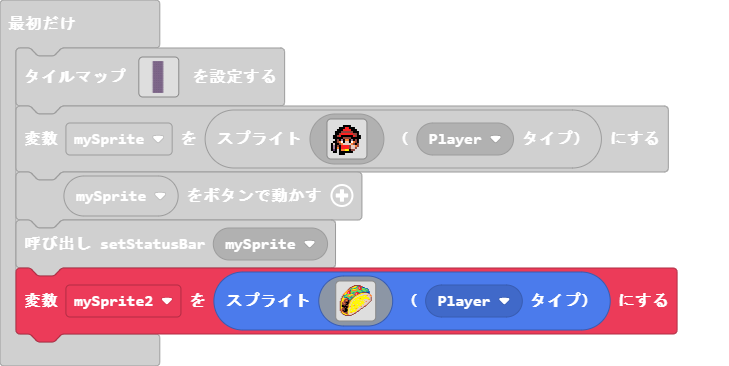 最初だけ
タイルマップ を設定する
変数 mySprite を スプライト ( Player タイプ) にする
mySprite をボタンで動かす
呼び出し setStatusBar mySprite
変数 mySprite2 を スプライト ( Player タイプ) にする